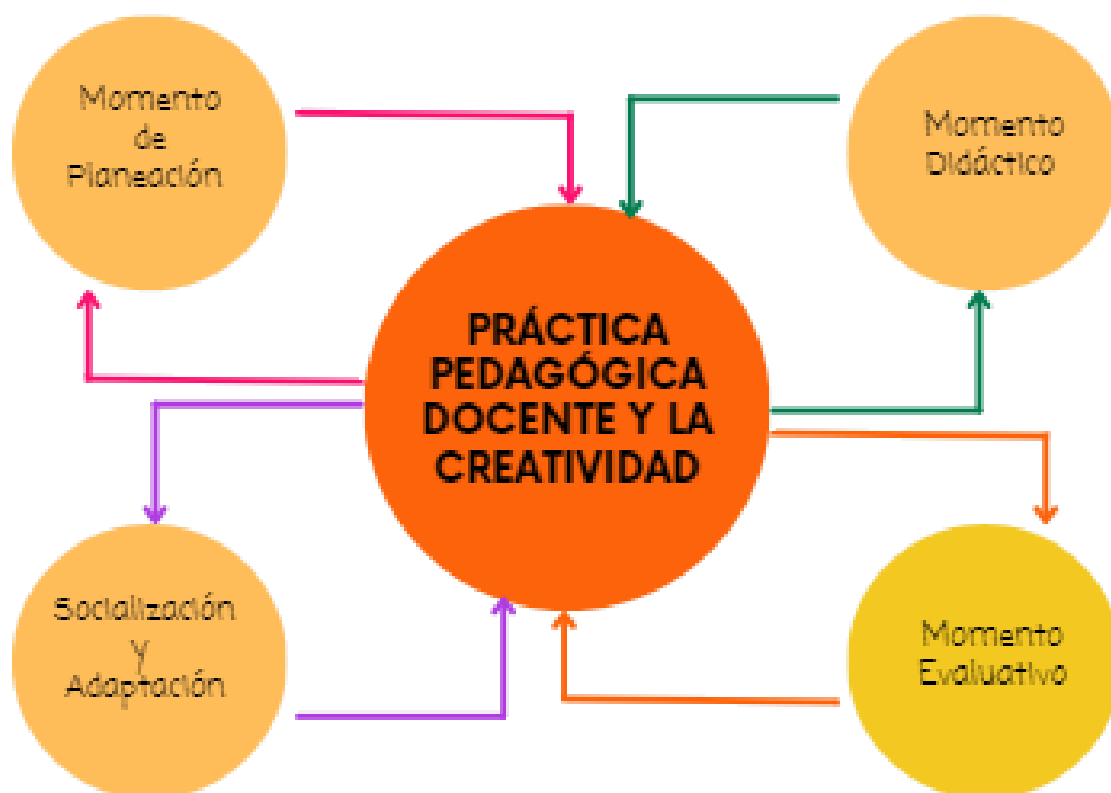 Momento
de
Planeación
Momento
Didáctico
PRÁCTICA
PEDAGÓGICA
DOCENTE Y LA
CREATIVIDAD
Socialización
y
Adaptación
Momento
Evaluativo